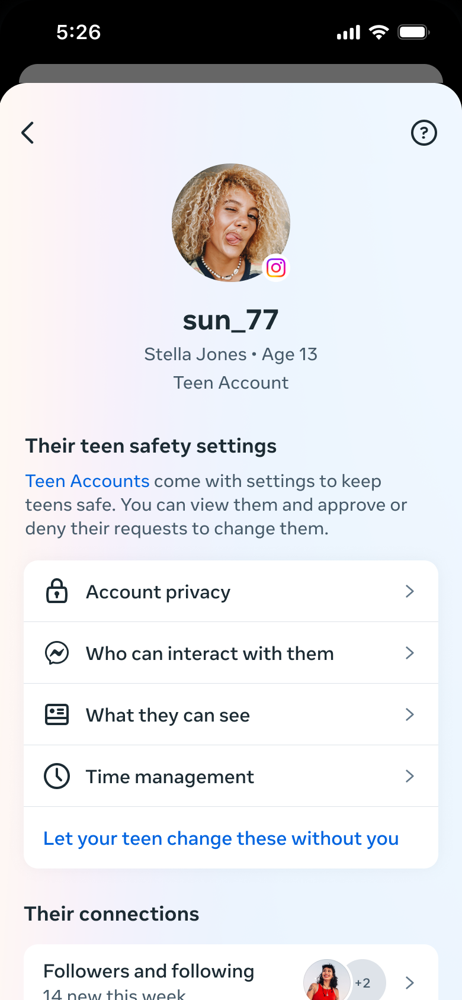 5:26
?
sun_77
Stella Jones • Age 13
Teen Account
Their teen safety settings
Teen Accounts come with settings to keep
teens safe. You can view them and approve or
deny their requests to change them.
Account privacy
Who can interact with them
What they can see
Time management
Let your teen change these without you
Their connections
Followers and following
+2
14 new this week